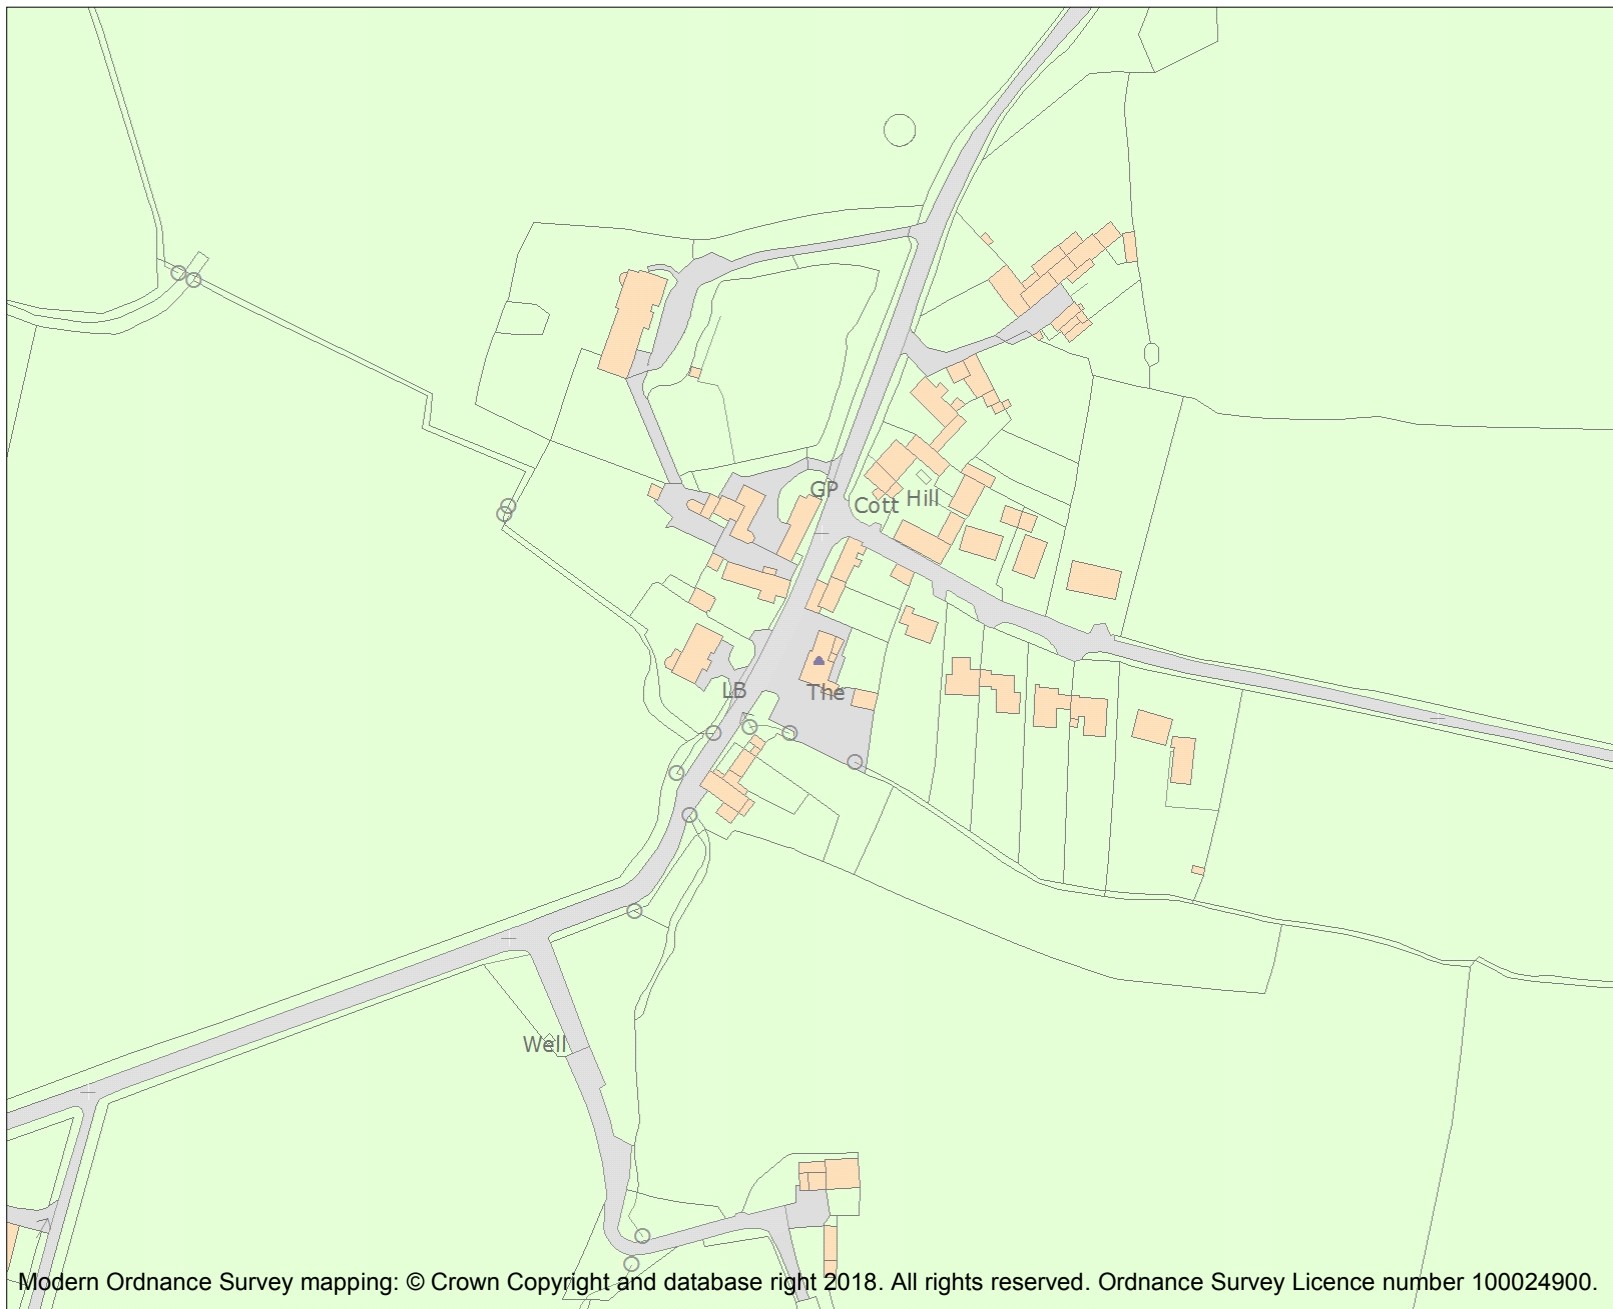 GP
Cott Hill
LB
The
Well
Modern Ordnance Survey mapping: © Crown Copyright and database right 2018. All rights reserved. Ordnance Survey Licence number 100024900.